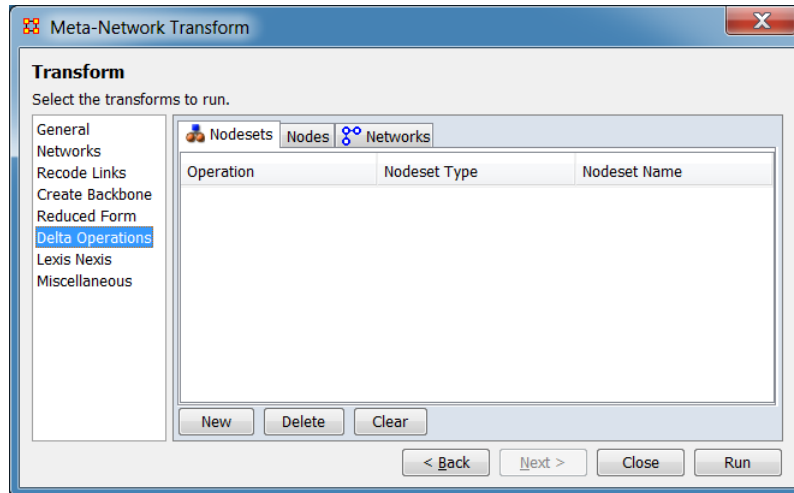 Meta-Network Transform
X
Transform
Select the transforms to run.
General
Networks
Recode Links
Create Backbone
Reduced Form
Delta Operations
Lexis Nexis
Miscellaneous
Nodesets Nodes Networks
Operation Nodeset Type Nodeset Name
New Delete Clear
< Back Next > Close Run